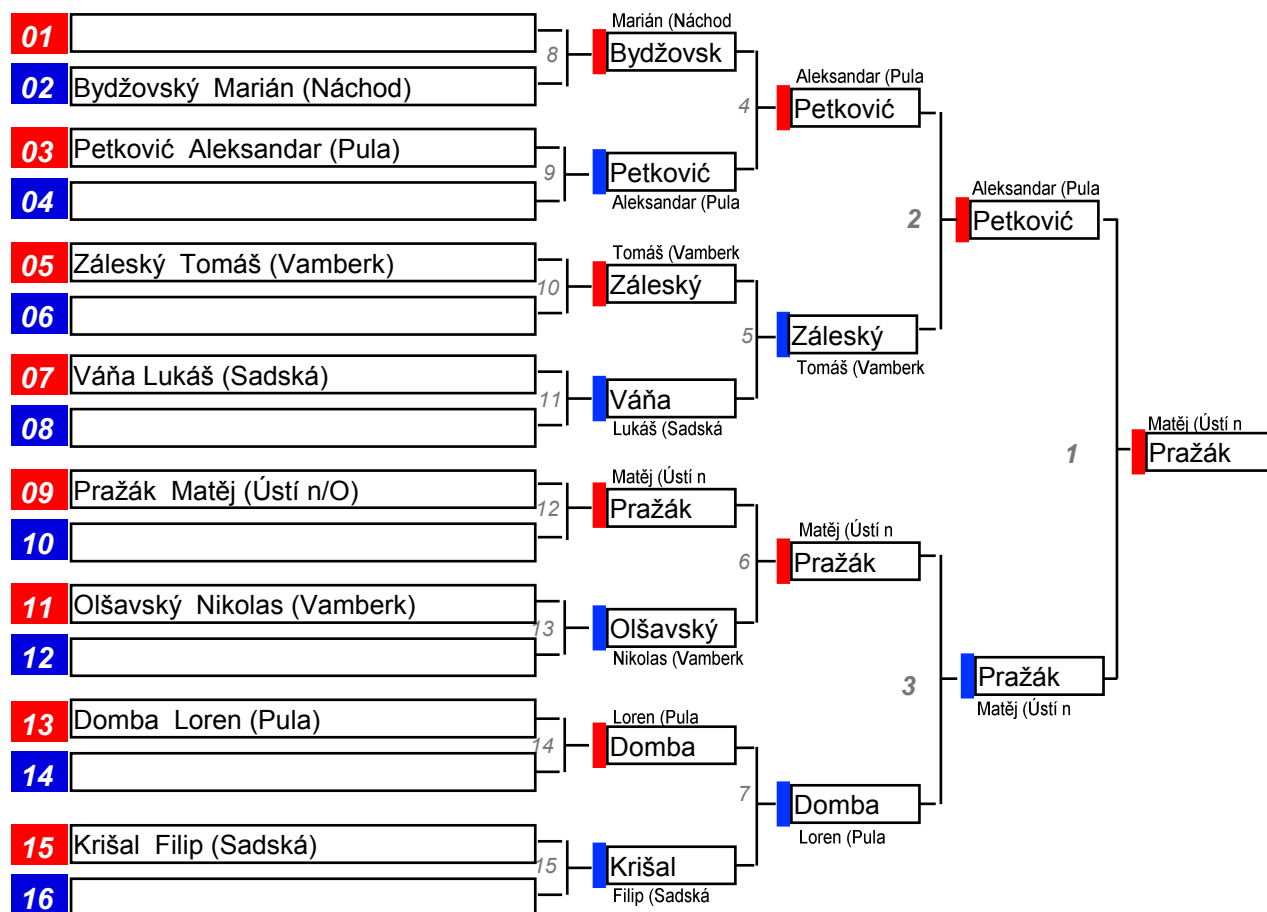 01
02 Bydžovský Marián (Náchod)
03 Petković Aleksandar (Pula)
04
05 Záleský Tomáš (Vamberk)
06
07 Váňa Lukáš (Sadská)
08
09 Pražák Matěj (Ústí n/O)
10
11 Olšavský Nikolas (Vamberk)
12
13 Domba Loren (Pula)
14
15 Krišal Filip (Sadská)
16
8
9
10
11
12
13
14
15
Marián (Náchod
Bydžovsk
Petković
Aleksandar (Pula
Tomáš (Vamberk
Záleský
Váňa
Lukáš (Sadská
Matěj (Ústí n
Pražák
Olšavský
Nikolas (Vamberk
Loren (Pula
Domba
Krišal
Filip (Sadská
4
5
6
7
Aleksandar (Pula
Petković
Záleský
Tomáš (Vamberk
Matěj (Ústí n
Pražák
Domba
Loren (Pula
2
3
Aleksandar (Pula
Petković
Pražák
Matěj (Ústí n
1
Matěj (Ústí n
Pražák